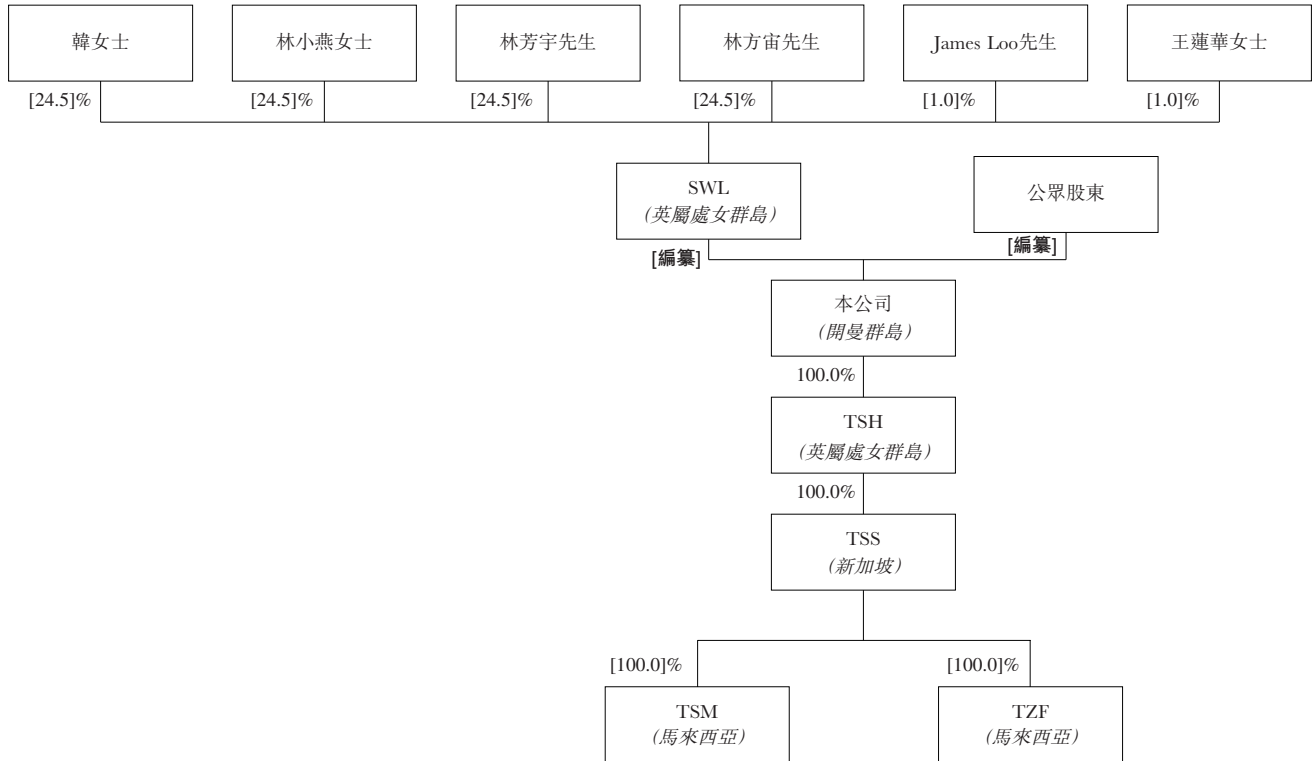 韓女士
林小燕女士
林芳宇先生
林方宙先生
James Loo先生
王蓮華女士
[24.5]%
[24.5]%
[24.5]%
[24.5]%
[1.0]%
[1.0]%
SWL
(英屬處女群島)
公眾股東
[編纂]
[編纂]
本公司
(開曼群島)
100.0%
TSH
(英屬處女群島)
100.0%
TSS
(新加坡)
[100.0]%
[100.0]%
TSM
(馬來西亞)
TZF
(馬來西亞)